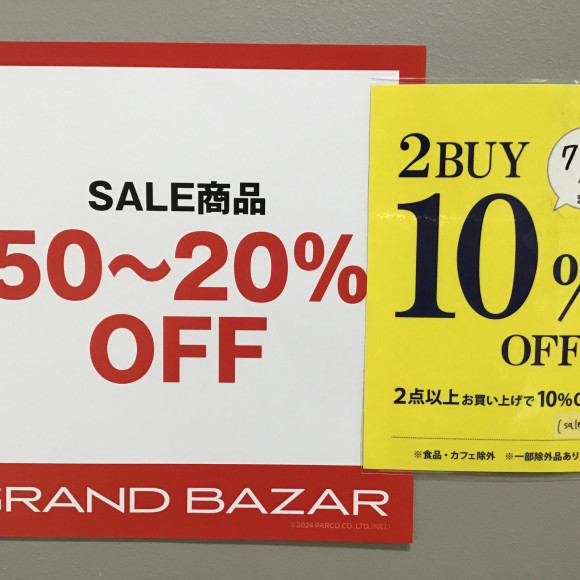 SALE商品
50～20%
OFF
GRAND BAZAR
©2024 PARCO CO.,LTD.
2BUY
10%
OFF
2点以上お買い上げで10%O
(sale
※食品・カフェ除外 ※一部除外品あり
7